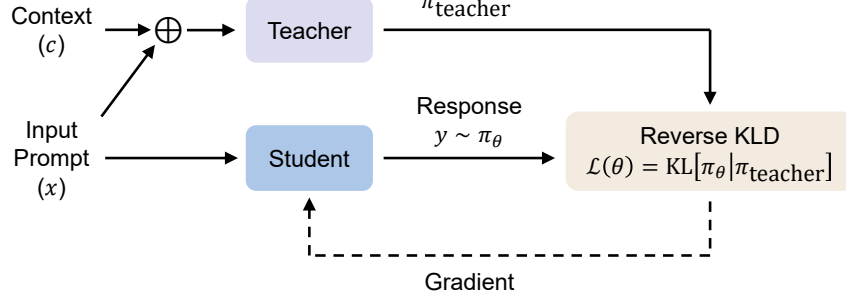 Context
(c)
Teacher
π_teacher
Input
Prompt
(x)
Student
Response
y ~ π_θ
Reverse KLD
ℒ(θ) = KL[π_θ|π_teacher]
Gradient